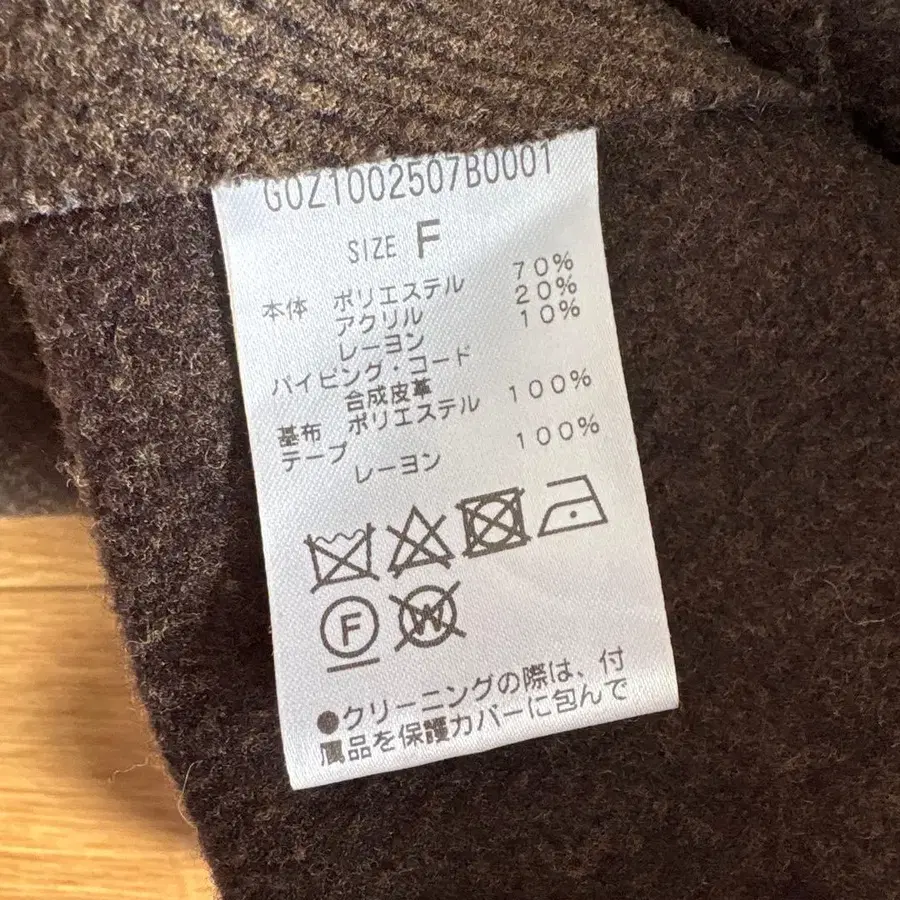 G0Z1002507B0001
SIZE F
本体 ポリエステル 70%
アクリル 20%
レーヨン 10%
パイピング・コード
合成皮革
基布 ポリエステル 100%
テープ
レーヨン 100%
F
W
●クリーニングの際は、付
属品を保護カバーに包んで